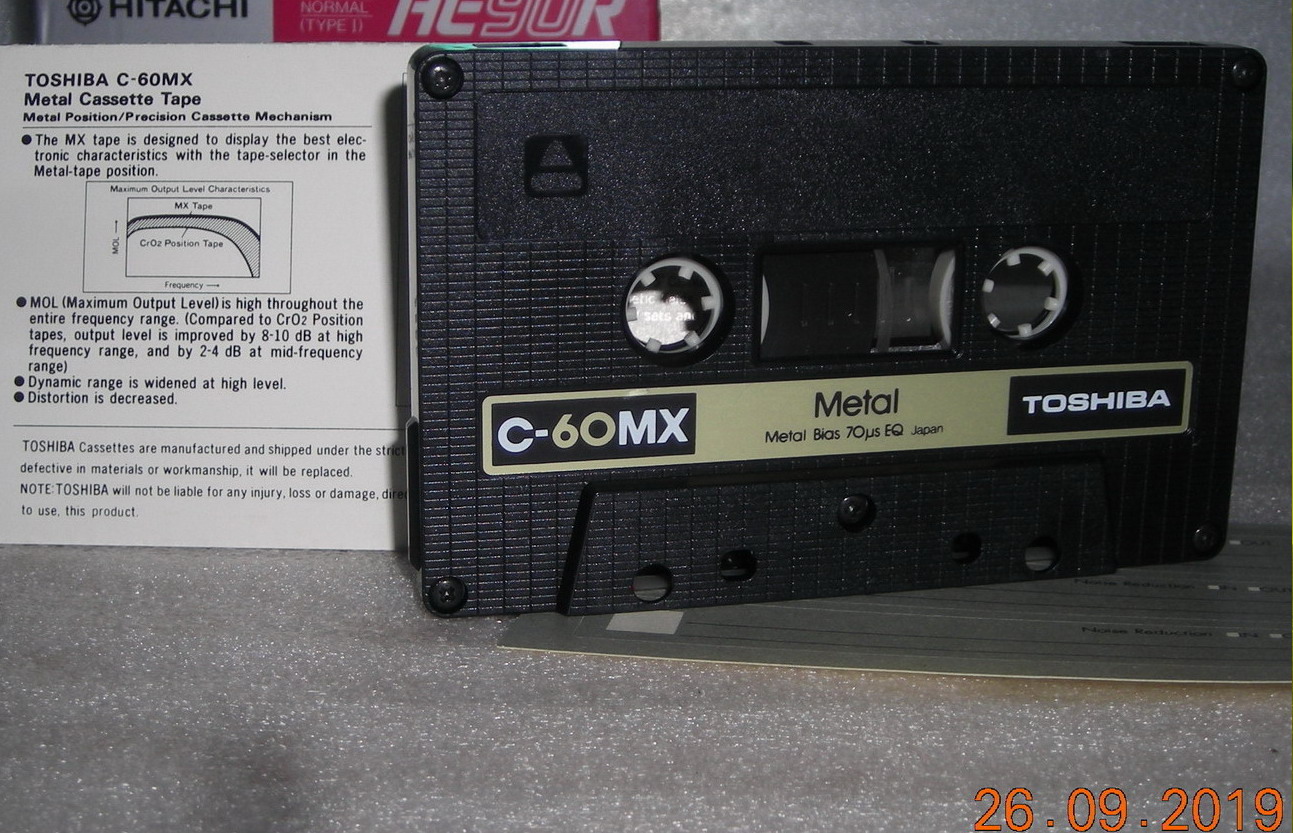 HITACHI
NORMAL
(TYPE I)
TOSHIBA C-60MX
Metal Cassette Tape
Metal Position/Precision Cassette Mechanism
● The MX tape is designed to display the best elec-
tronic characteristics with the tape-selector in the
Metal-tape position.
Maximum Output Level Characteristics
MX Tape
CrO2 Position Tape
MOL →
Frequency →
● MOL (Maximum Output Level) is high throughout the
entire frequency range. (Compared to CrO2 Position
tapes, output level is improved by 8-10 dB at high
frequency range, and by 2-4 dB at mid-frequency
range)
● Dynamic range is widened at high level.
● Distortion is decreased.
TOSHIBA Cassettes are manufactured and shipped under the strict
defective in materials or workmanship, it will be replaced.
NOTE: TOSHIBA will not be liable for any injury, loss or damage,
to use, this product.
A
sets
C-60MX
Metal
Metal Bias 70μs EQ Japan
TOSHIBA
OUT
Noise Reduction IN OUT
Noise Reduction IN
26.09.2019